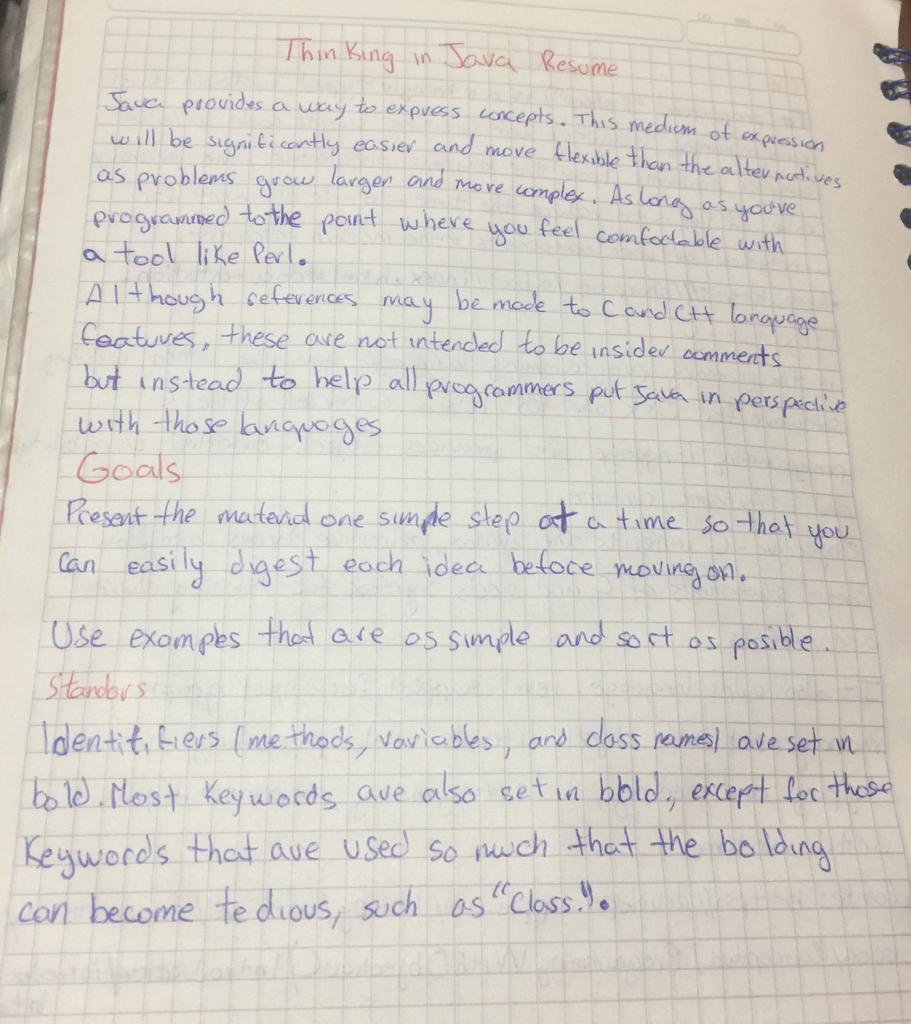 Thinking in Java Resume
Java provides a way to express concepts. This medium of expression
will be significantly easier and more flexible than the alternatives
as problems grow larger and more complex. As long as you've
programmed to the point where you feel comfoctable with
a tool like Perl.
Although references may be made to C and C++ language
features, these are not intended to be insider comments
but instead to help all programmers put Java in perspective
with those languages
Goals
Present the material one simple step at a time so that you
Can easily digest each idea before moving on.
Use examples that are as simple and sort as posible.
Standars
Identitifiers (methods, variables, and class names) are set in
bold. Most Keywords are also set in bold, except for those
Keywords that are used so much that the bolding
can become tedious, such as "Class.".